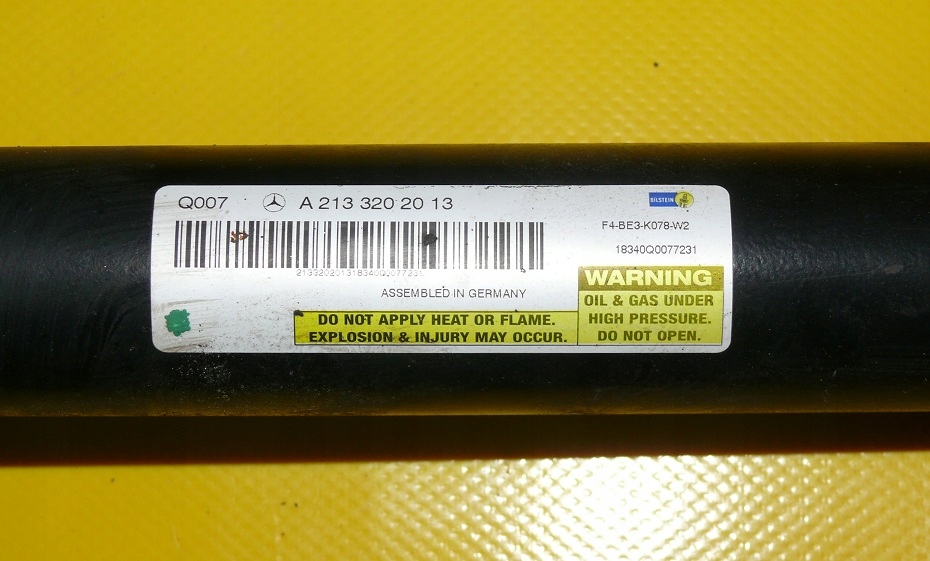 Q007 A 213 320 20 13
BILSTEIN
F4-BE3-K078-W2
18340Q0077231
213320201318340Q0077231
ASSEMBLED IN GERMANY
DO NOT APPLY HEAT OR FLAME.
EXPLOSION & INJURY MAY OCCUR.
WARNING
OIL & GAS UNDER
HIGH PRESSURE.
DO NOT OPEN.